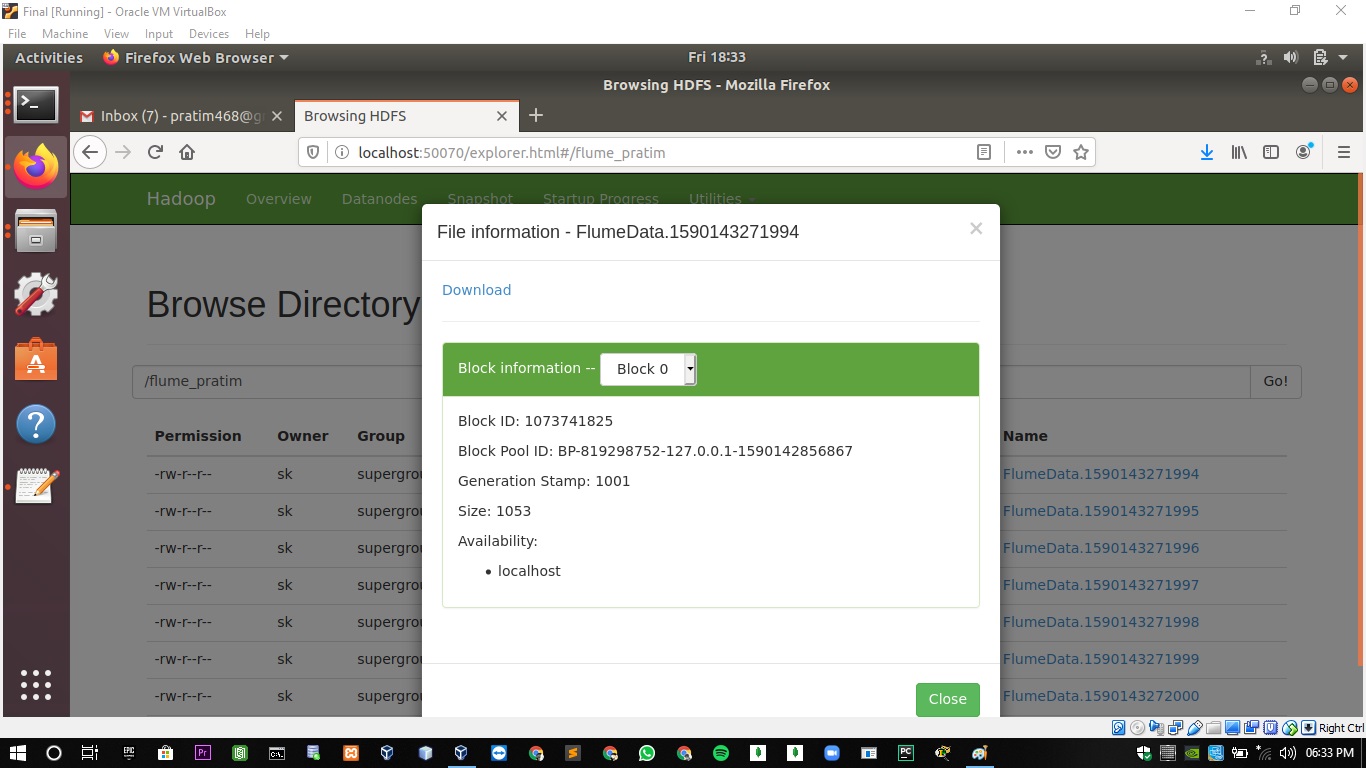 Final [Running] - Oracle VM VirtualBox
File Machine View Input Devices Help
Activities Firefox Web Browser Fri 18:33
Browsing HDFS - Mozilla Firefox
Inbox (7) - pratim468@g Browsing HDFS
localhost:50070/explorer.html#/flume_pratim
Hadoop Overview Datanodes Snapshot Startup Progress Utilities
File information - FlumeData.1590143271994 ×
Download
Browse Directory
Block information -- Block 0
/flume_pratim Go!
Block ID: 1073741825
Permission Owner Group Name
Block Pool ID: BP-819298752-127.0.0.1-1590142856867
-rw-r--r-- sk supergrou FlumeData.1590143271994
Generation Stamp: 1001
-rw-r--r-- sk supergrou FlumeData.1590143271995
Size: 1053
-rw-r--r-- sk supergrou FlumeData.1590143271996
Availability:
localhost
-rw-r--r-- sk supergrou FlumeData.1590143271997
-rw-r--r-- sk supergrou FlumeData.1590143271998
-rw-r--r-- sk supergrou FlumeData.1590143271999
-rw-r--r-- sk supergrou FlumeData.1590143272000
Close
Right Ctrl
EPIC Pr PC 06:33 PM